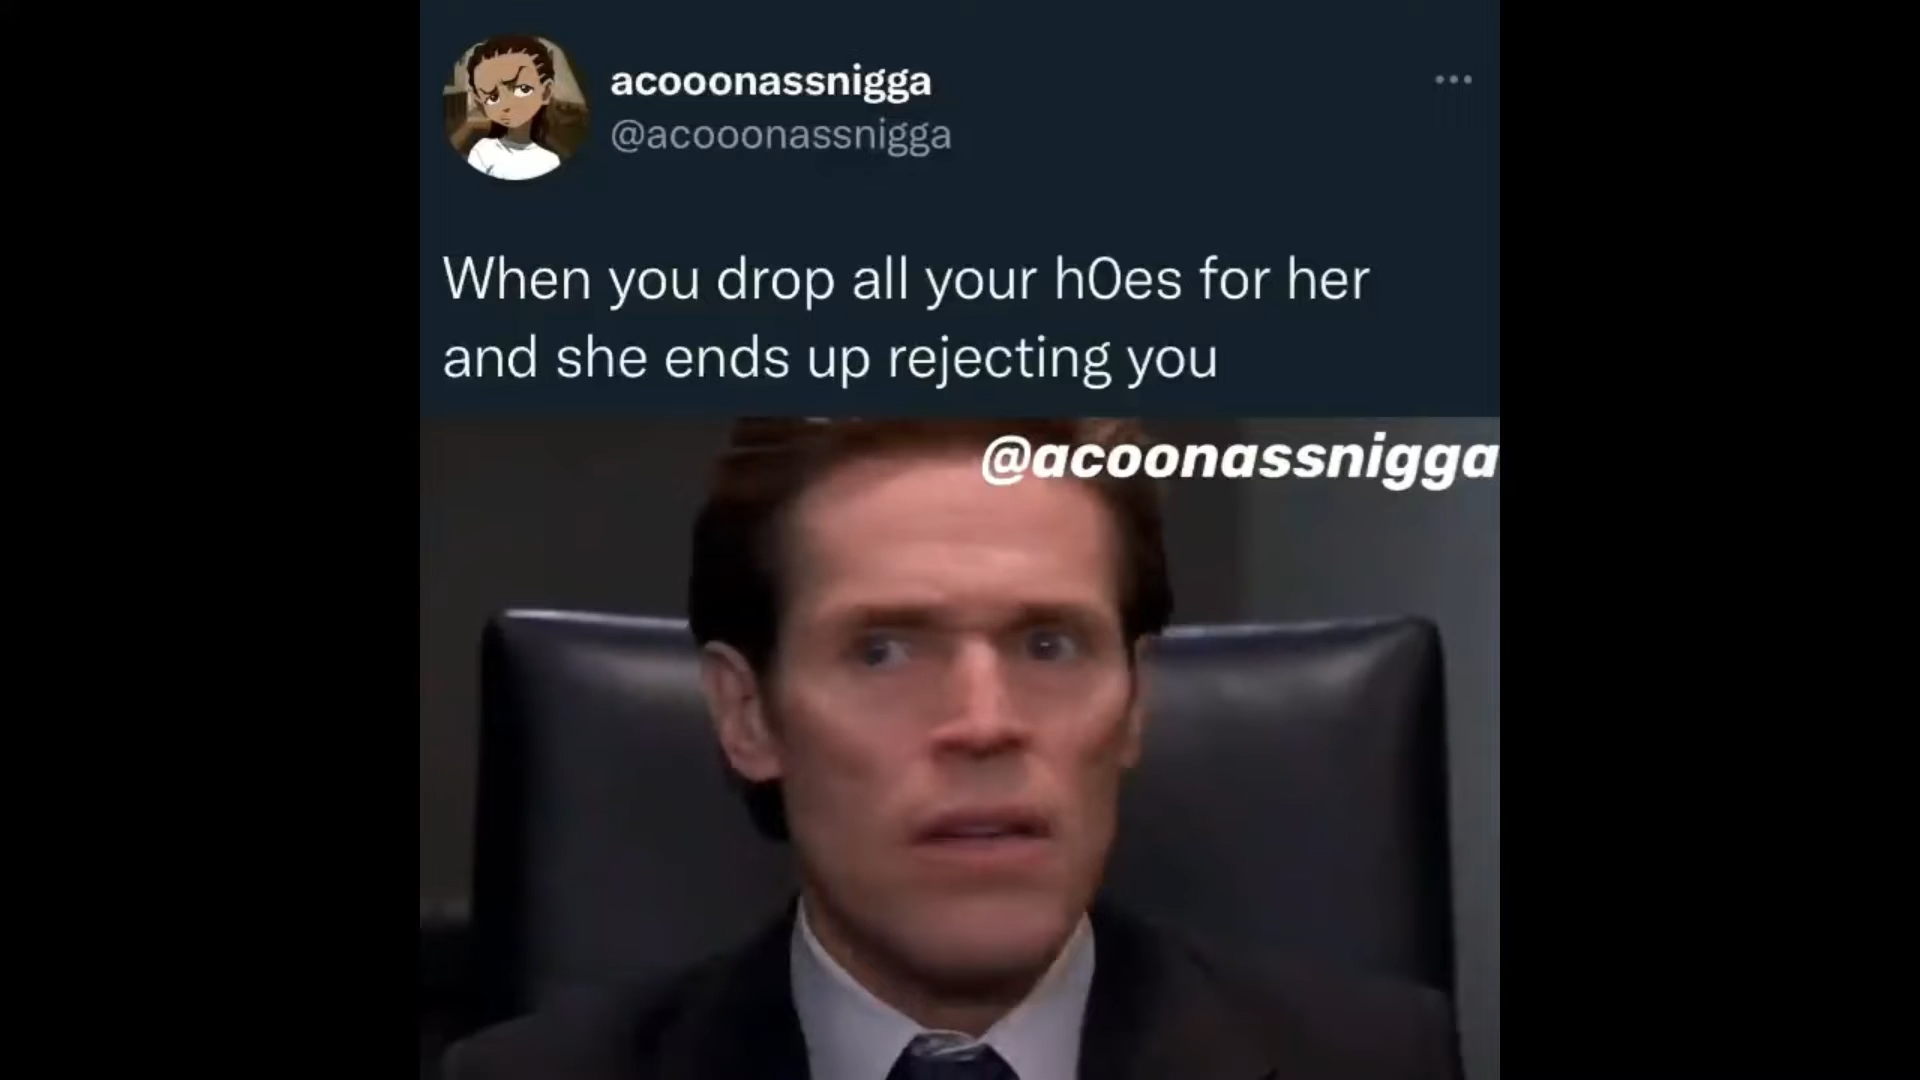 acooonassnigga
@acooonassnigga
When you drop all your h0es for her
and she ends up rejecting you
@acoonassnigga